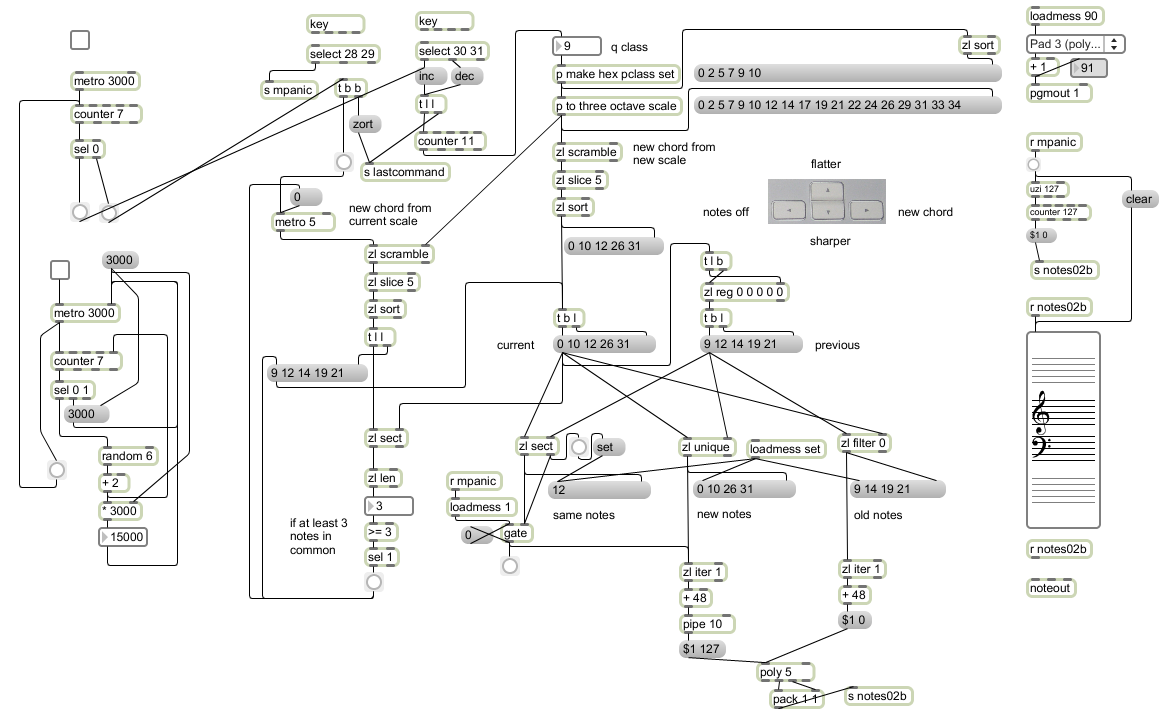 key
key
loadmess 90
select 28 29
select 30 31
9
q class
zl sort
Pad 3 (poly...
metro 3000
s mpanic
t b b
inc
dec
p make hex pclass set
0 2 5 7 9 10
+ 1
91
pgmout 1
counter 7
zort
t l l
p to three octave scale
0 2 5 7 9 10 12 14 17 19 21 22 24 26 29 31 33 34
sel 0
counter 11
zl scramble
new chord from
new scale
r mpanic
s lastcommand
zl slice 5
flatter
uzi 127
clear
0
zl sort
notes off
new chord
counter 127
metro 5
new chord from
current scale
$1 0
zl scramble
0 10 12 26 31
sharper
3000
t l b
s notes02b
zl slice 5
zl reg 0 0 0 0 0
metro 3000
zl sort
t b l
t b l
r notes02b
t l l
current
0 10 12 26 31
9 12 14 19 21
previous
counter 7
9 12 14 19 21
sel 0 1
3000
zl sect
zl sect
set
zl unique
loadmess set
zl filter 0
random 6
zl len
r mpanic
+ 2
12
0 10 26 31
9 14 19 21
* 3000
3
loadmess 1
same notes
new notes
old notes
15000
if at least 3
notes in
common
>= 3
0
gate
sel 1
r notes02b
zl iter 1
zl iter 1
noteout
+ 48
+ 48
pipe 10
$1 0
$1 127
poly 5
pack 1 1
s notes02b